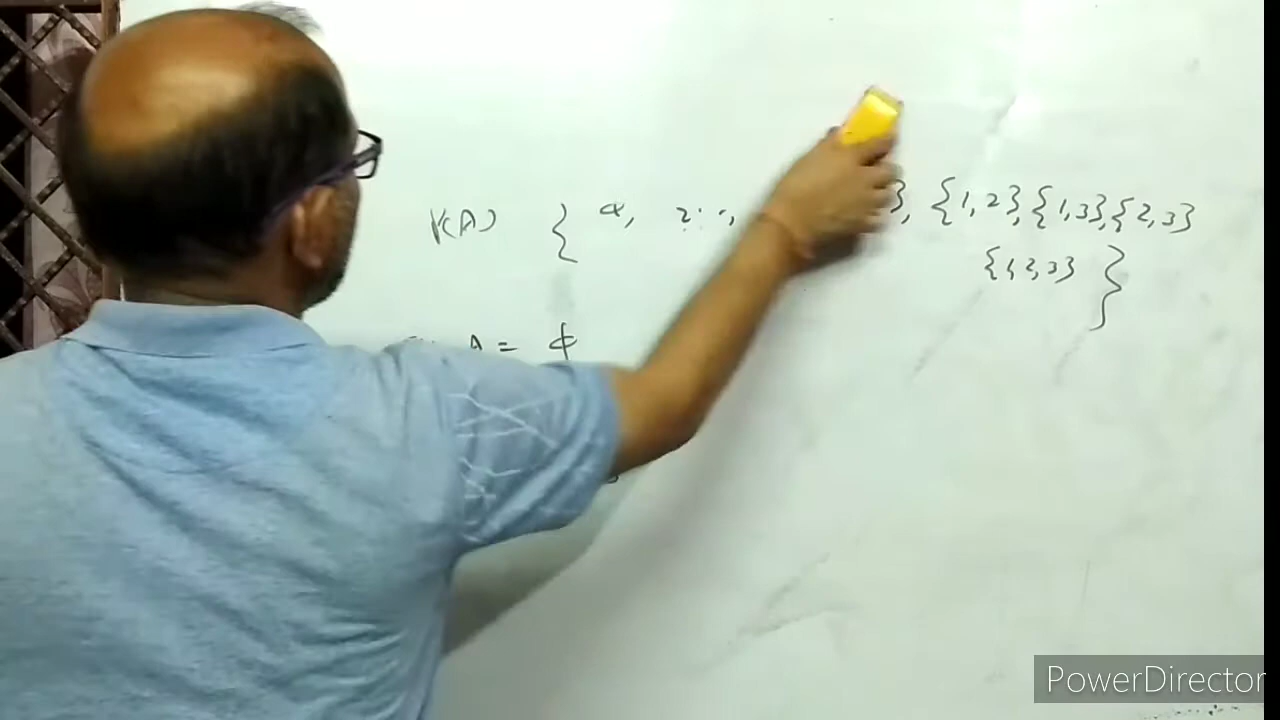 P(A) { φ, }, {1,2}, {1,3}, {2,3}
{1,2,3} }
A = φ
PowerDirector